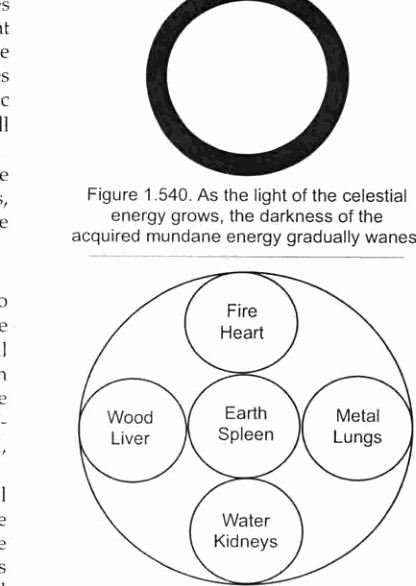 Figure 1.540. As the light of the celestial
energy grows, the darkness of the
acquired mundane energy gradually wanes
Fire
Heart
Wood
Liver
Earth
Spleen
Metal
Lungs
Water
Kidneys